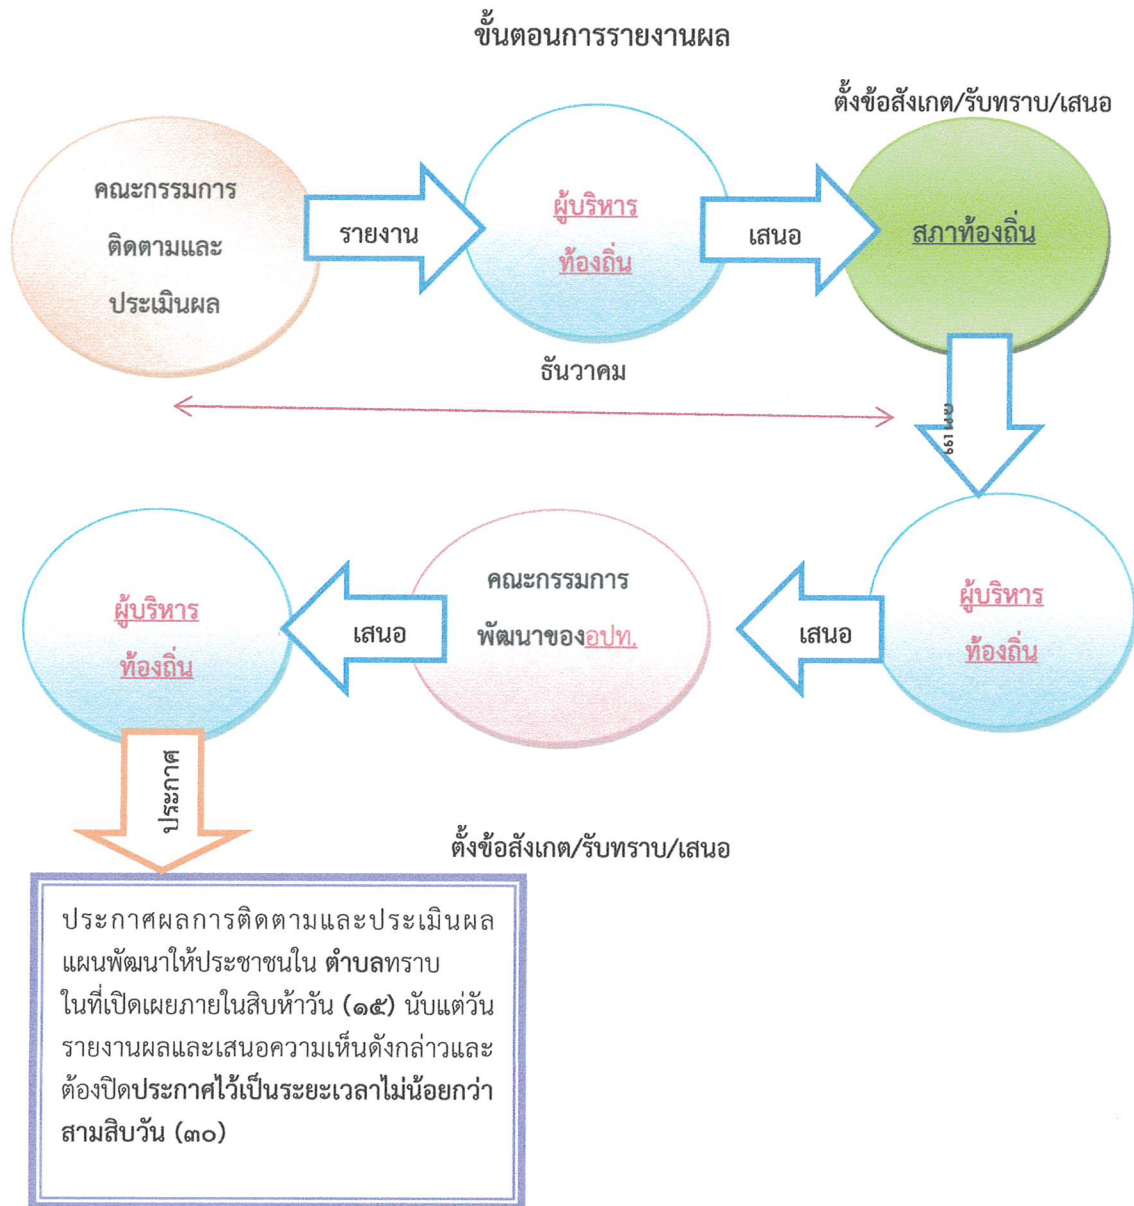 ขั้นตอนการรายงานผล
ตั้งข้อสังเกต/รับทราบ/เสนอ
คณะกรรมการ
ติดตามและ
ประเมินผล
รายงาน
ผู้บริหาร
ท้องถิ่น
เสนอ
สภาท้องถิ่น
ธันวาคม
ผู้บริหาร
ท้องถิ่น
เสนอ
คณะกรรมการ
พัฒนาของอปท.
เสนอ
ผู้บริหาร
ท้องถิ่น
ประกาศ
ตั้งข้อสังเกต/รับทราบ/เสนอ
ประกาศผลการติดตามและประเมินผล
แผนพัฒนาให้ประชาชนใน ตำบลทราบ
ในที่เปิดเผยภายในสิบห้าวัน (๑๕) นับแต่วัน
รายงานผลและเสนอความเห็นดังกล่าวและ
ต้องปิดประกาศไว้เป็นระยะเวลาไม่น้อยกว่า
สามสิบวัน (๓๐)